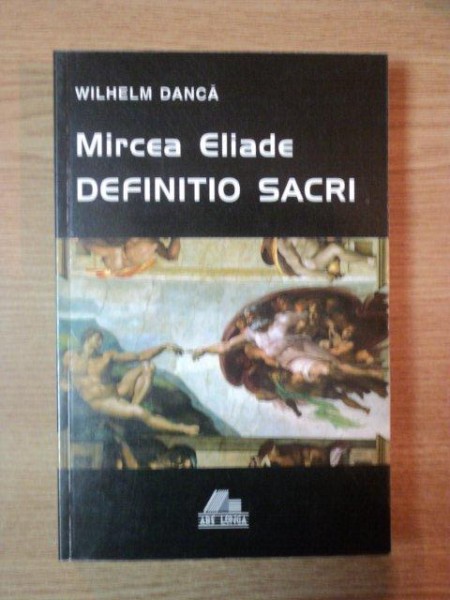 WILHELM DANCĂ
Mircea Eliade
DEFINITIO SACRI
ARS LONGA